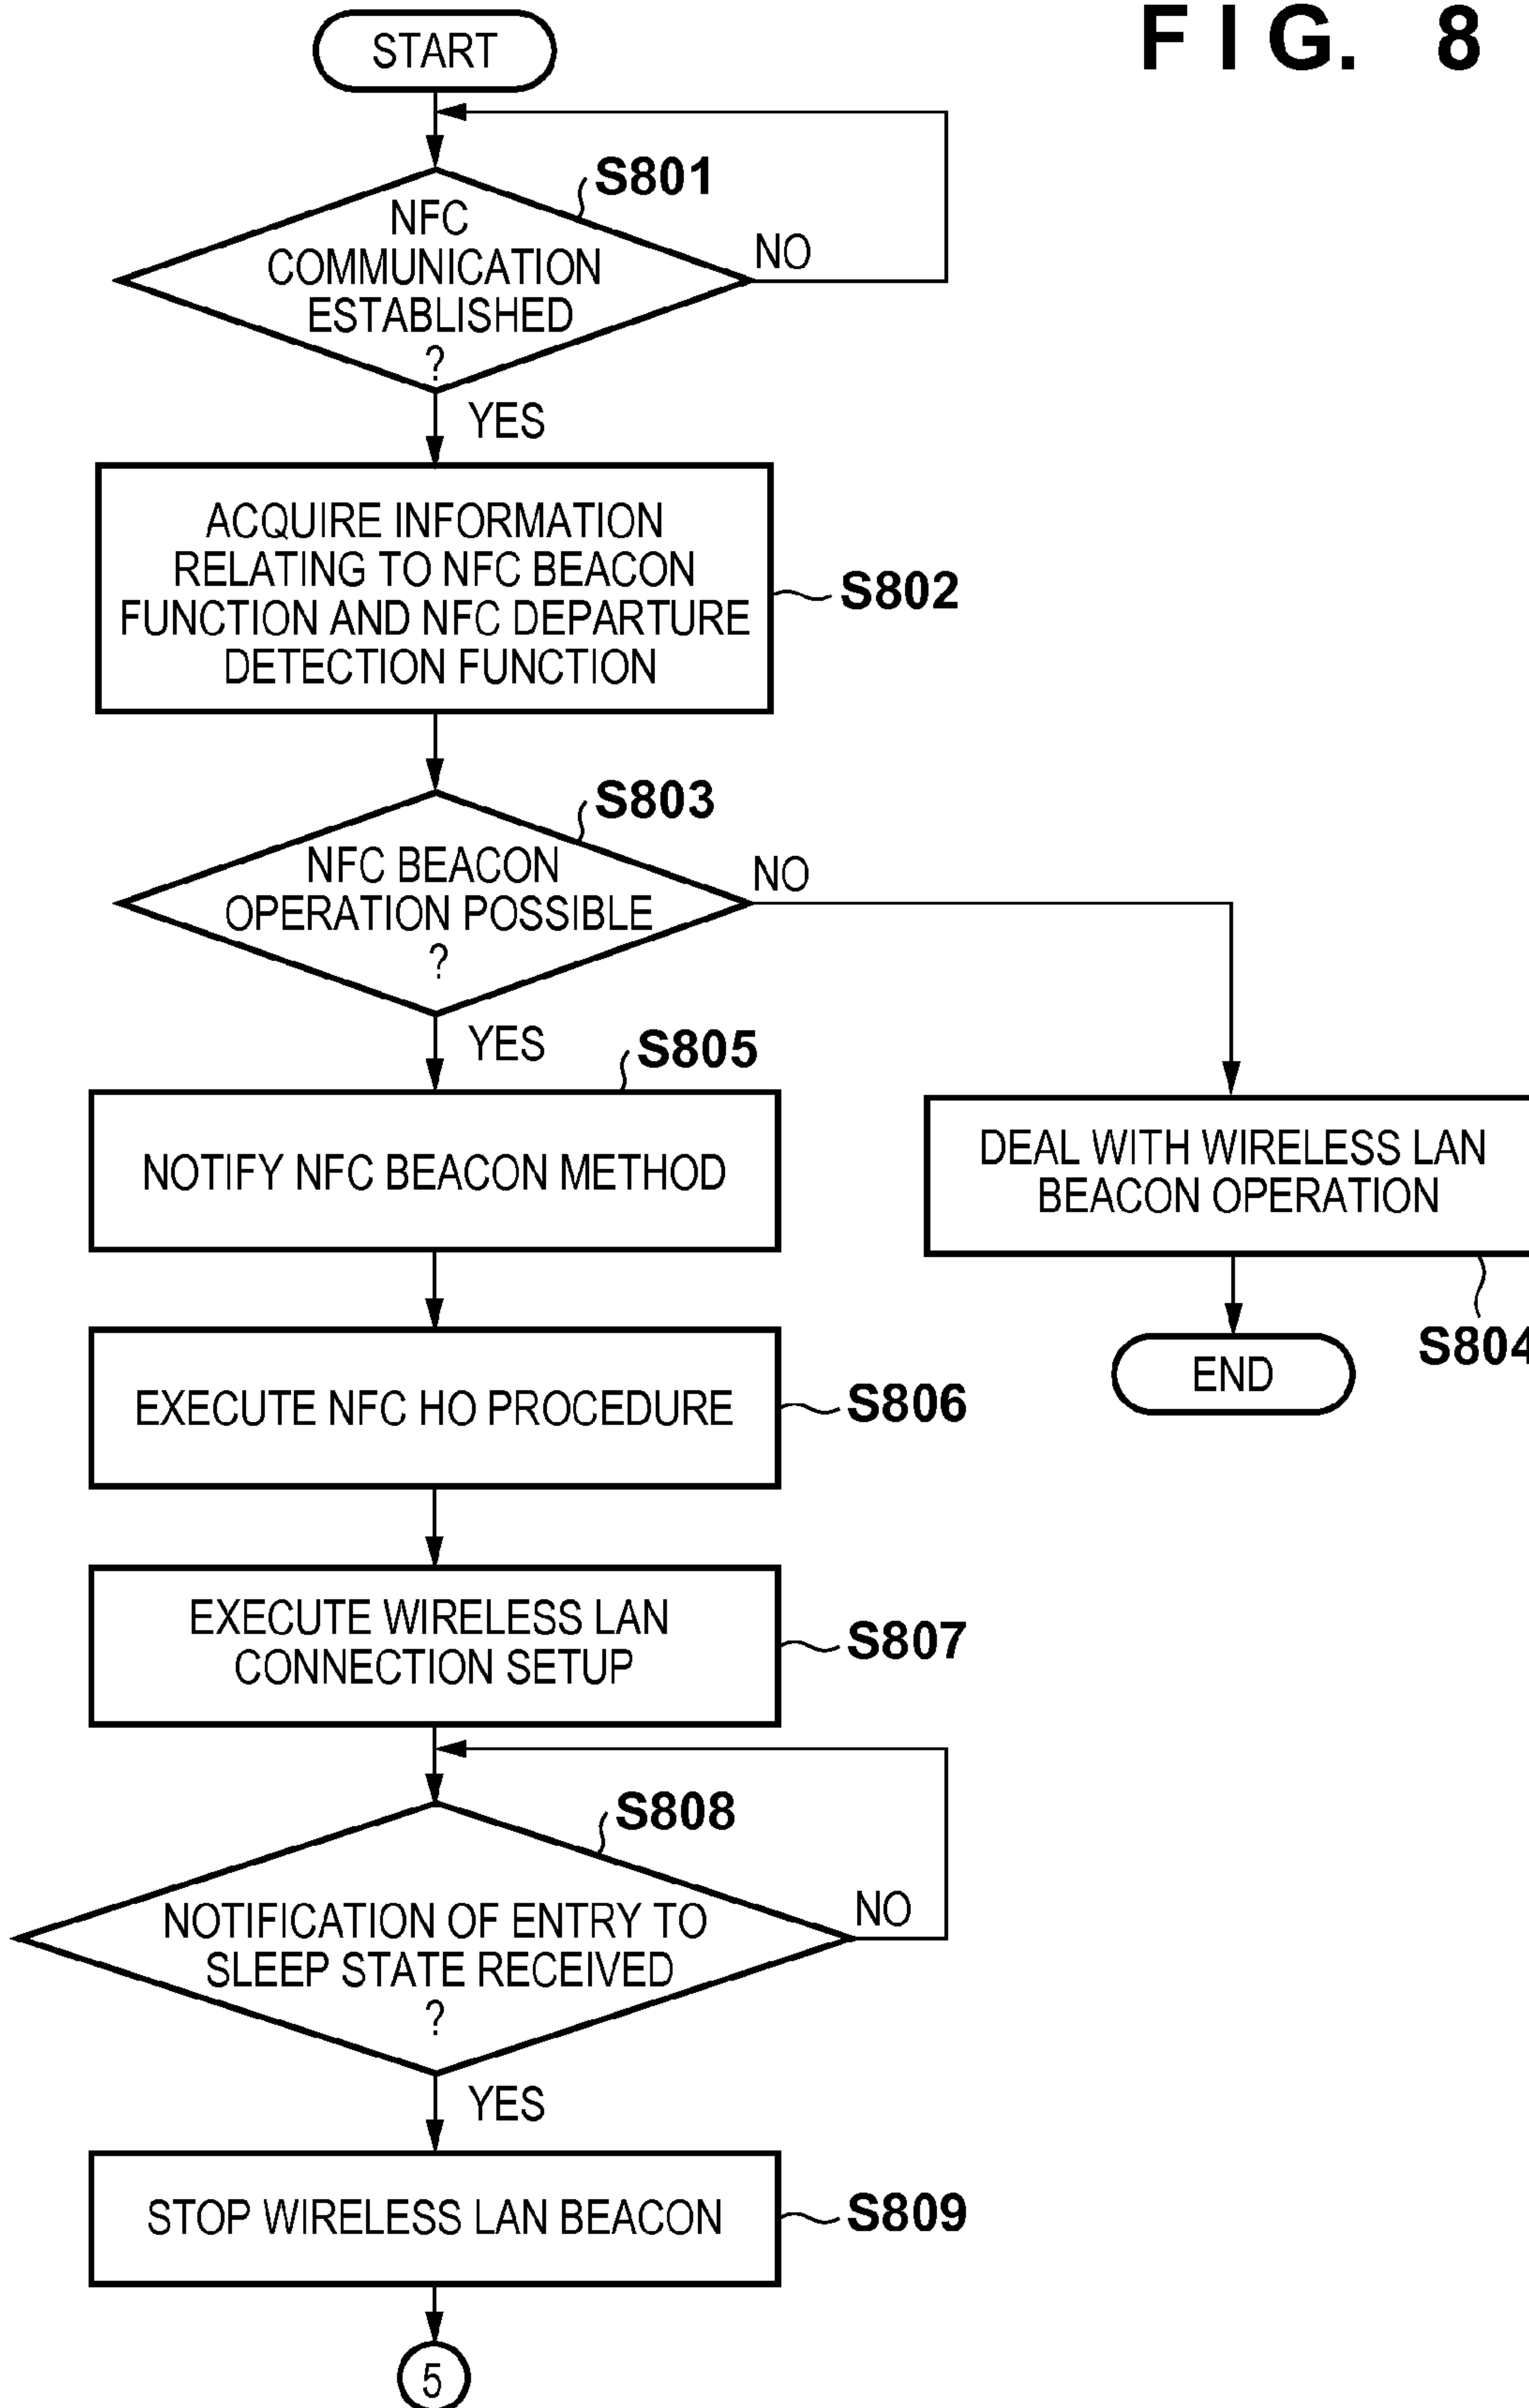 FIG. 8
START
S801
NFC
COMMUNICATION
ESTABLISHED
?
NO
YES
ACQUIRE INFORMATION
RELATING TO NFC BEACON
FUNCTION AND NFC DEPARTURE
DETECTION FUNCTION
S802
S803
NFC BEACON
OPERATION POSSIBLE
?
NO
YES
S805
NOTIFY NFC BEACON METHOD
DEAL WITH WIRELESS LAN
BEACON OPERATION
S804
END
EXECUTE NFC HO PROCEDURE
S806
EXECUTE WIRELESS LAN
CONNECTION SETUP
S807
S808
NOTIFICATION OF ENTRY TO
SLEEP STATE RECEIVED
?
NO
YES
STOP WIRELESS LAN BEACON
S809
5